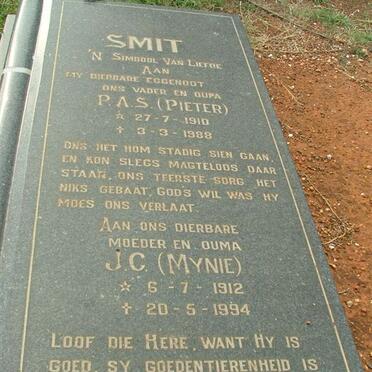 SMIT
'N SIMBOOL VAN LIEFDE
AAN
MY DIERBARE EGGENOOT
ONS VADER EN OUPA
P.A.S. (PIETER)
☆ 27-7-1910
✝ 3-3-1988
ONS HET HOM STADIG SIEN GAAN,
EN KON SLEGS MAGTELOOS DAAR
STAAN, ONS TEERSTE SORG HET
NIKS GEBAAT, GOD'S WIL WAS HY
MOES ONS VERLAAT.
AAN ONS DIERBARE
MOEDER EN OUMA
J.C. (MYNIE)
☆ 6-7-1912
✝ 20-5-1994
LOOF DIE HERE, WANT HY IS
GOED, SY GOEDERTIERENHEID IS